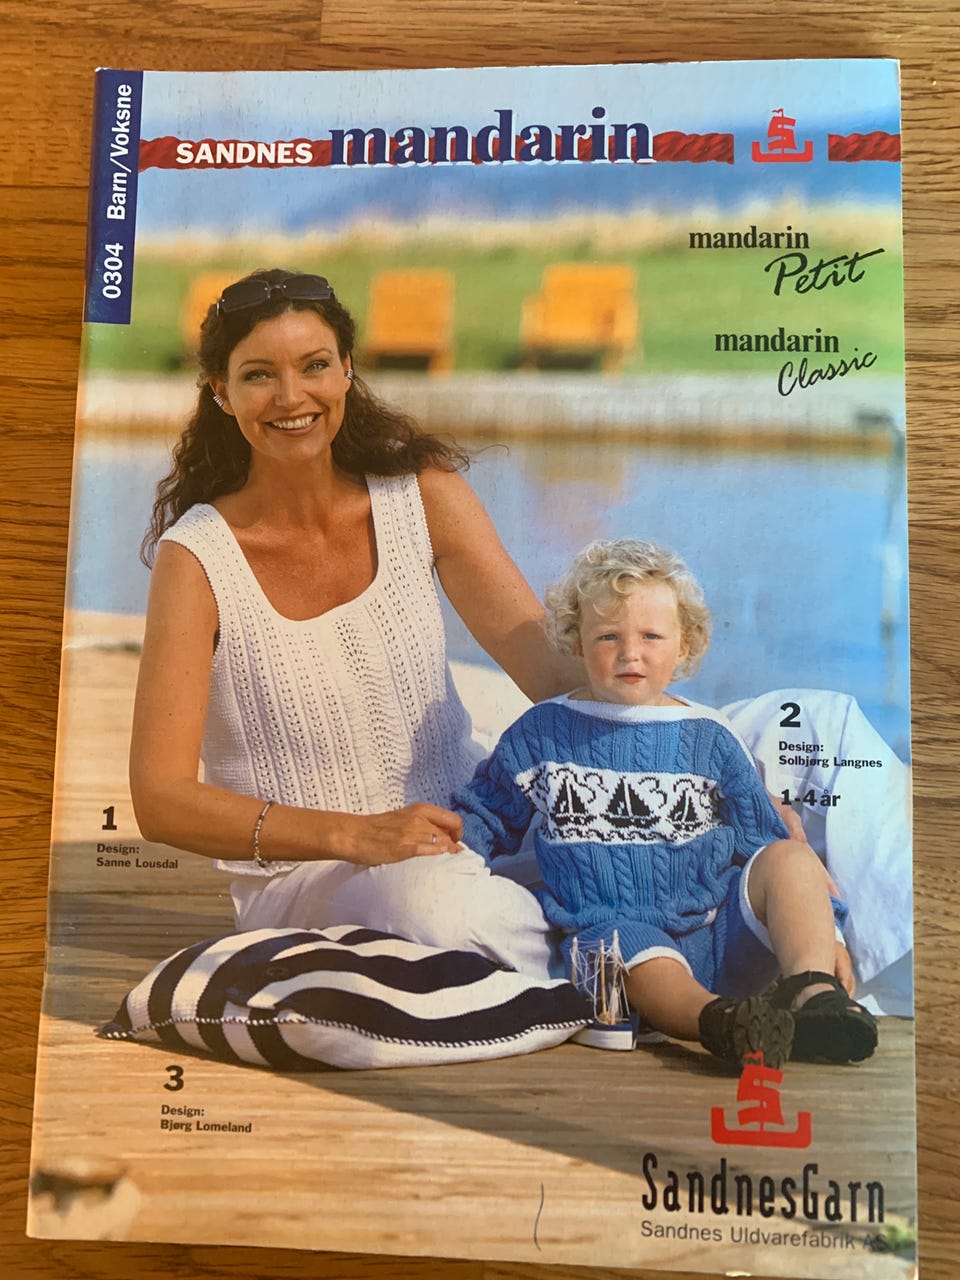 0304 Barn/Voksne
SANDNES mandarin
mandarin
Petit
mandarin
Classic
2
Design:
Solbjørg Langnes
1-4 år
1
Design:
Sanne Lousdal
3
Design:
Bjørg Lomeland
SandnesGarn
Sandnes Uldvarefabrik AS